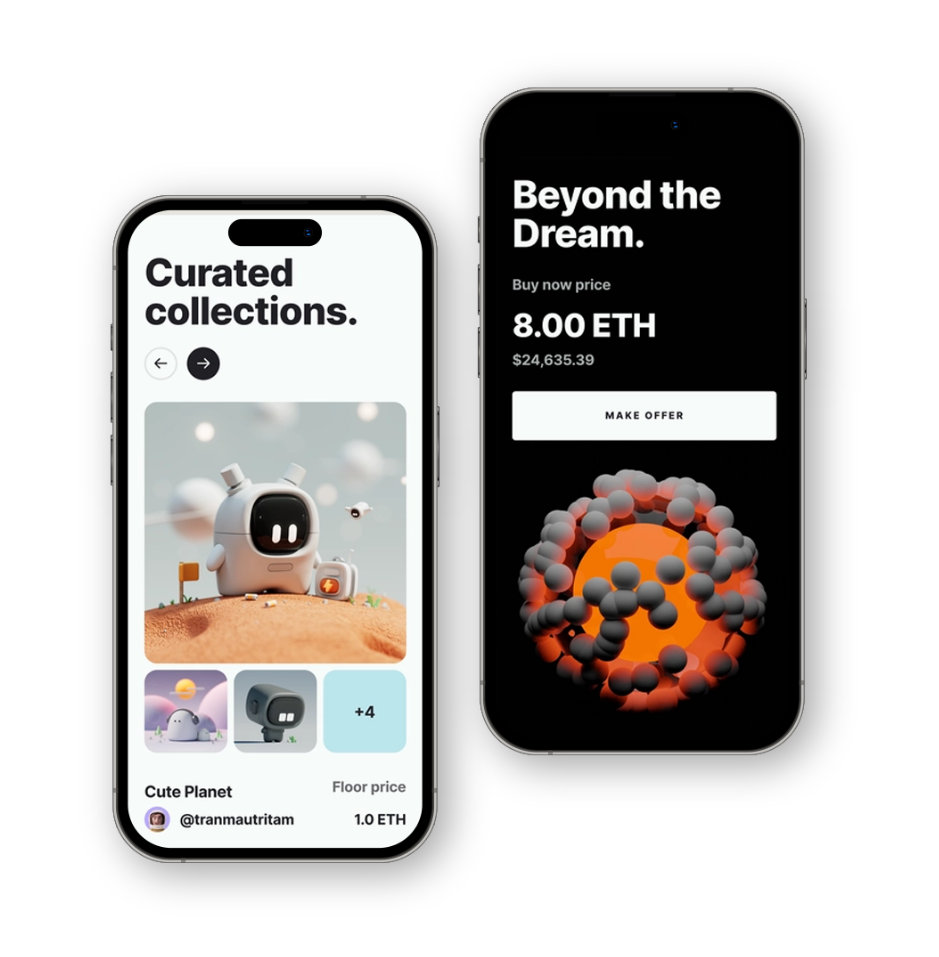 Curated
collections.
+4
Cute Planet
Floor price
@tranmautritam
1.0 ETH
Beyond the
Dream.
Buy now price
8.00 ETH
$24,635.39
MAKE OFFER